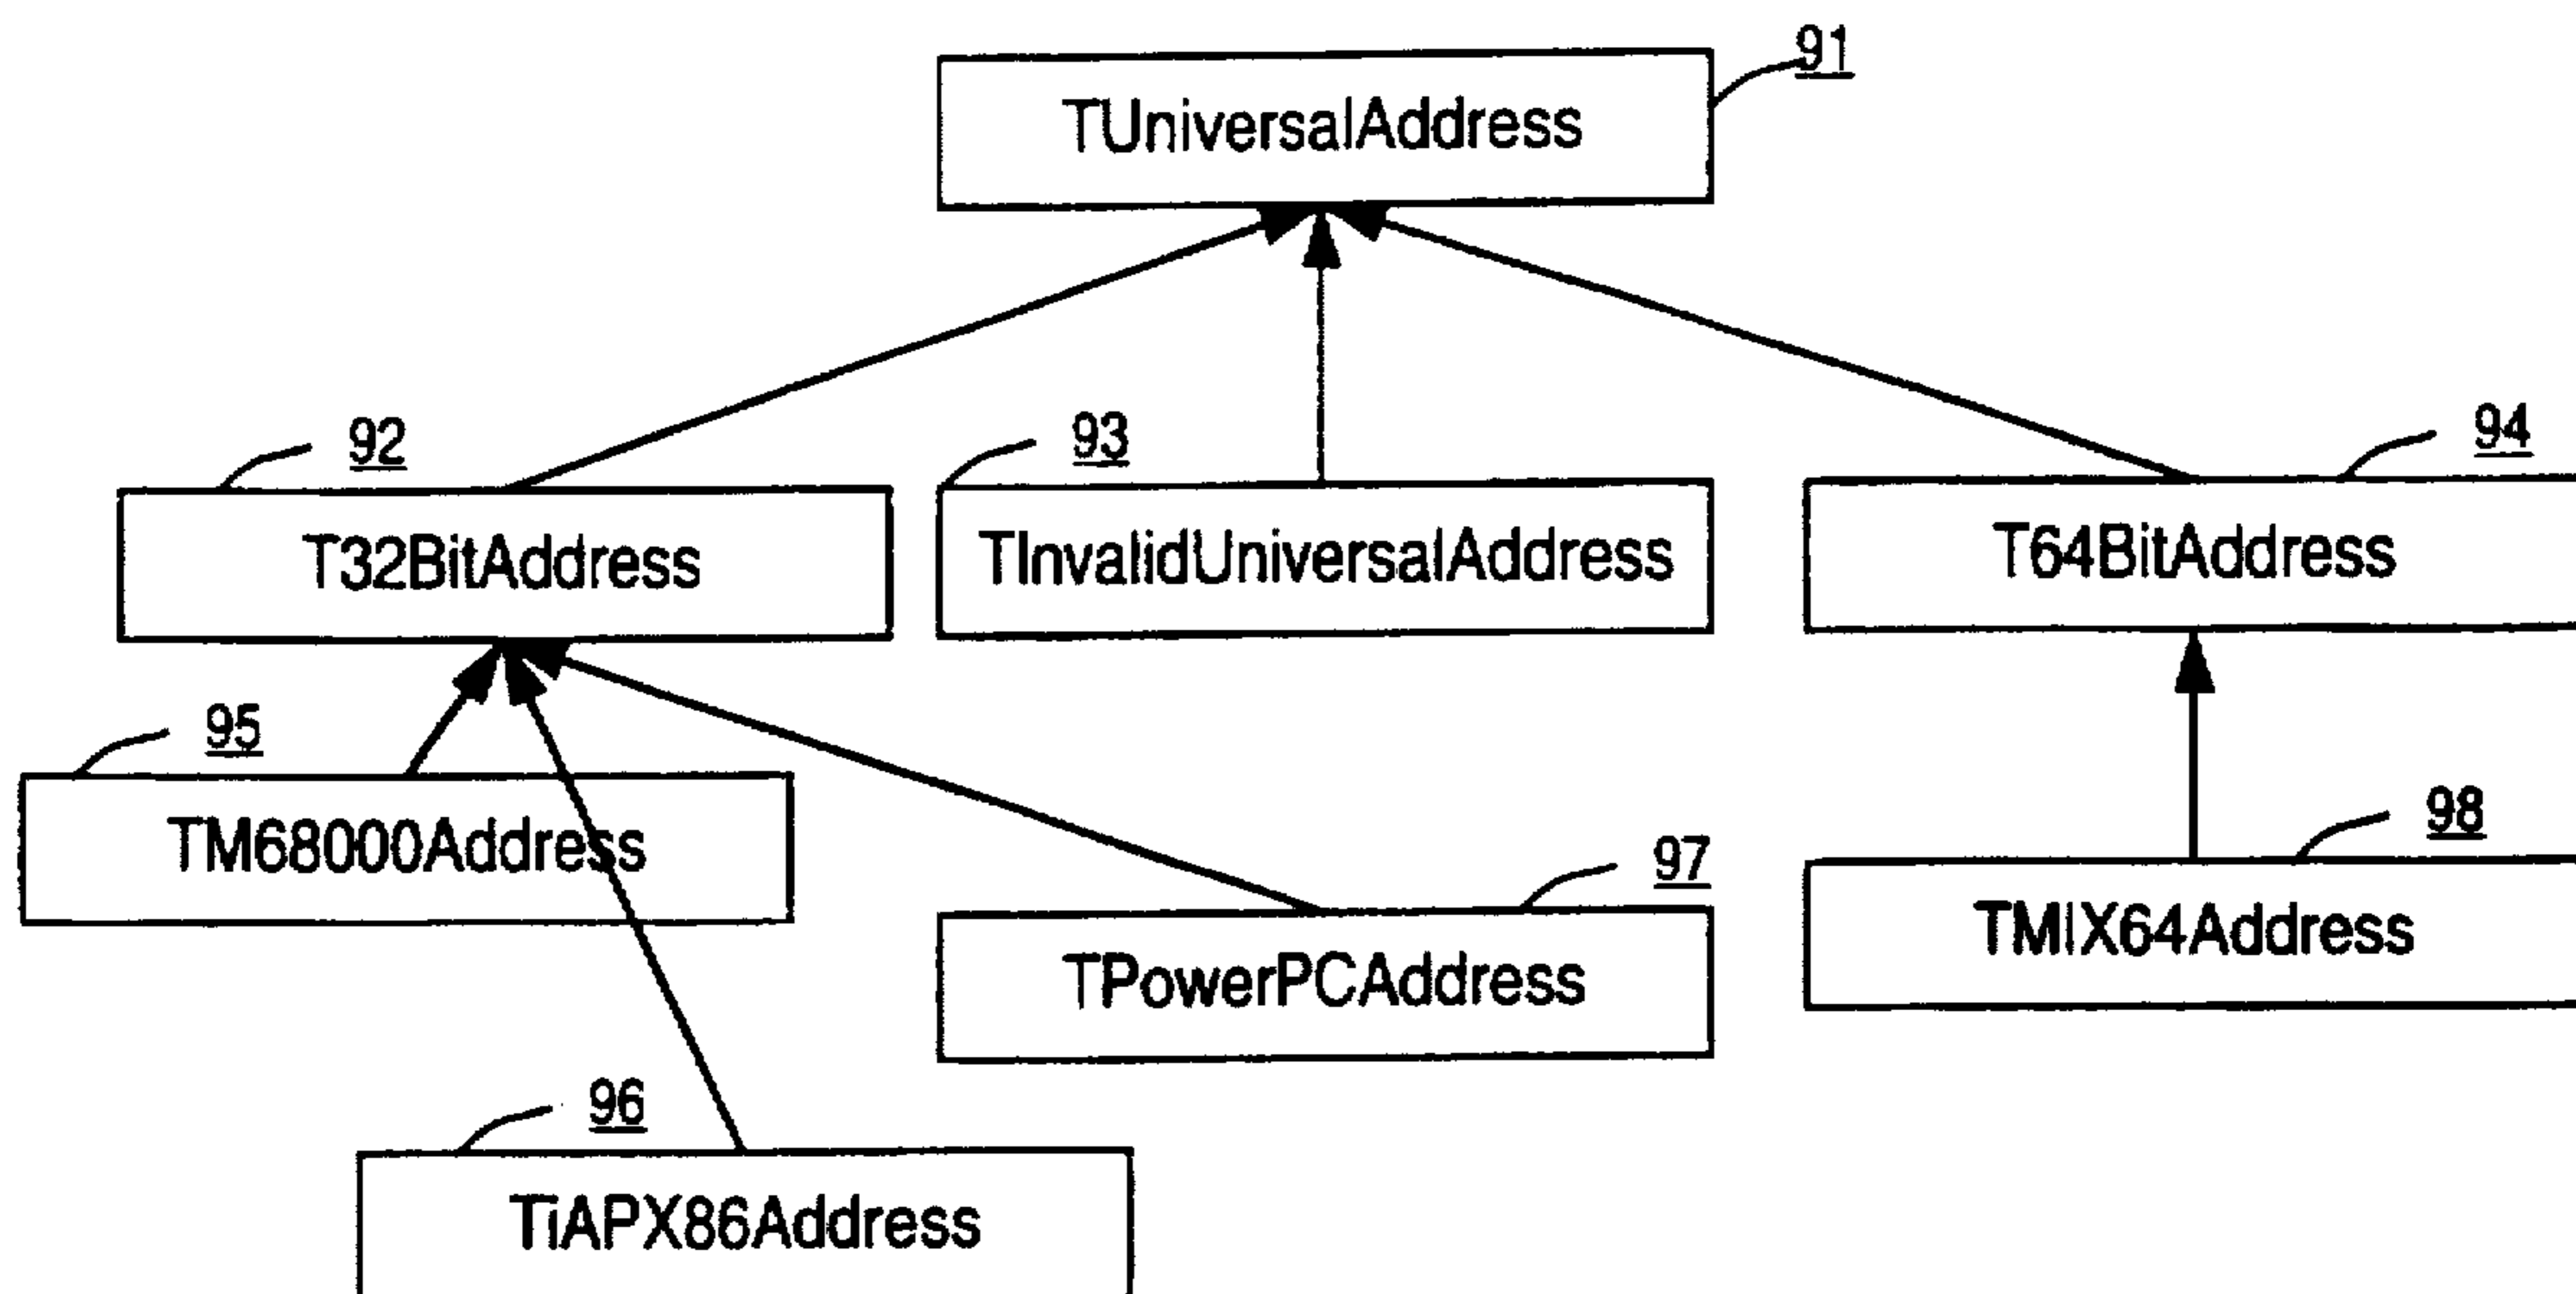 91
TUniversalAddress
92
93
94
T32BitAddress
TInvalidUniversalAddress
T64BitAddress
95
TM68000Address
98
97
TMIX64Address
TPowerPCAddress
96
TiAPX86Address